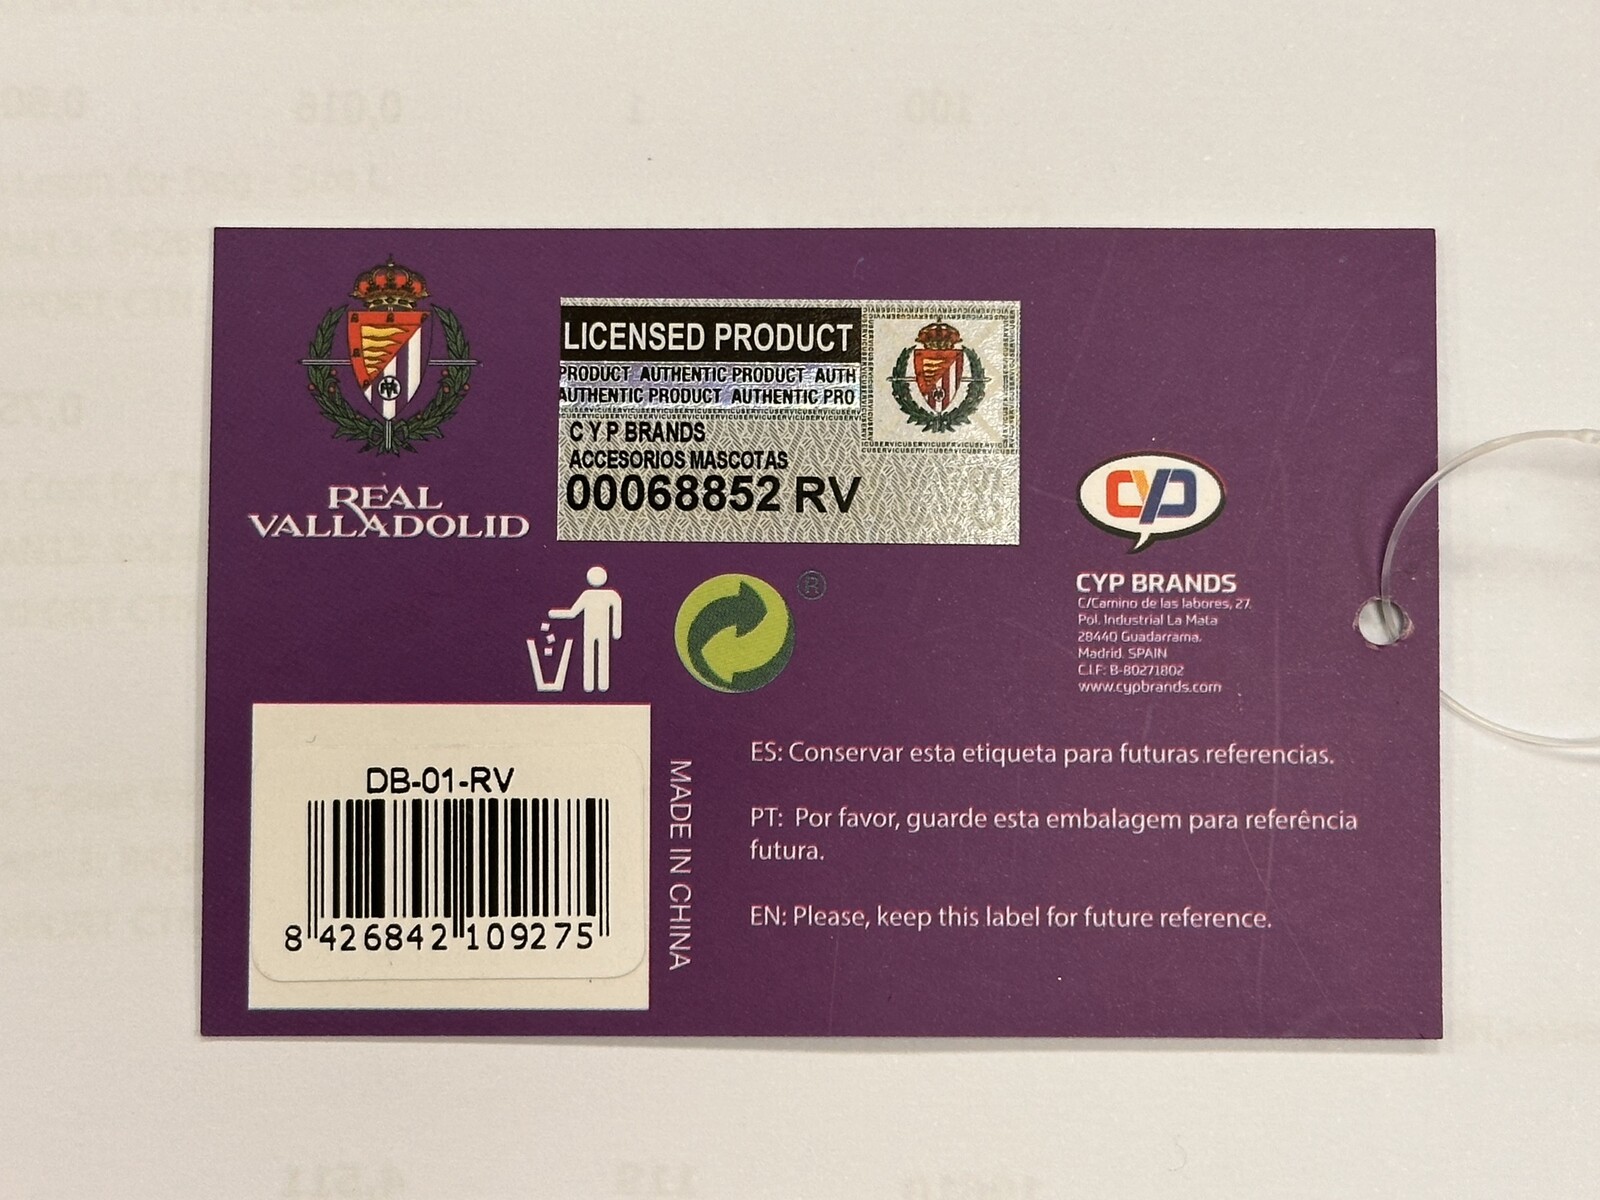 REAL
VALLADOLID
LICENSED PRODUCT
PRODUCT AUTHENTIC PRODUCT AUTH
AUTHENTIC PRODUCT AUTHENTIC PRO
C Y P BRANDS
ACCESORIOS MASCOTAS
00068852 RV
®
CYP
CYP BRANDS
C/Camino de las labores, 27.
Pol. Industrial La Mata
28440 Guadarrama.
Madrid. SPAIN
C.I.F: B-80271802
www.cypbrands.com
DB-01-RV
8 426842 109275
MADE IN CHINA
ES: Conservar esta etiqueta para futuras referencias.
PT: Por favor, guarde esta embalagem para referência
futura.
EN: Please, keep this label for future reference.